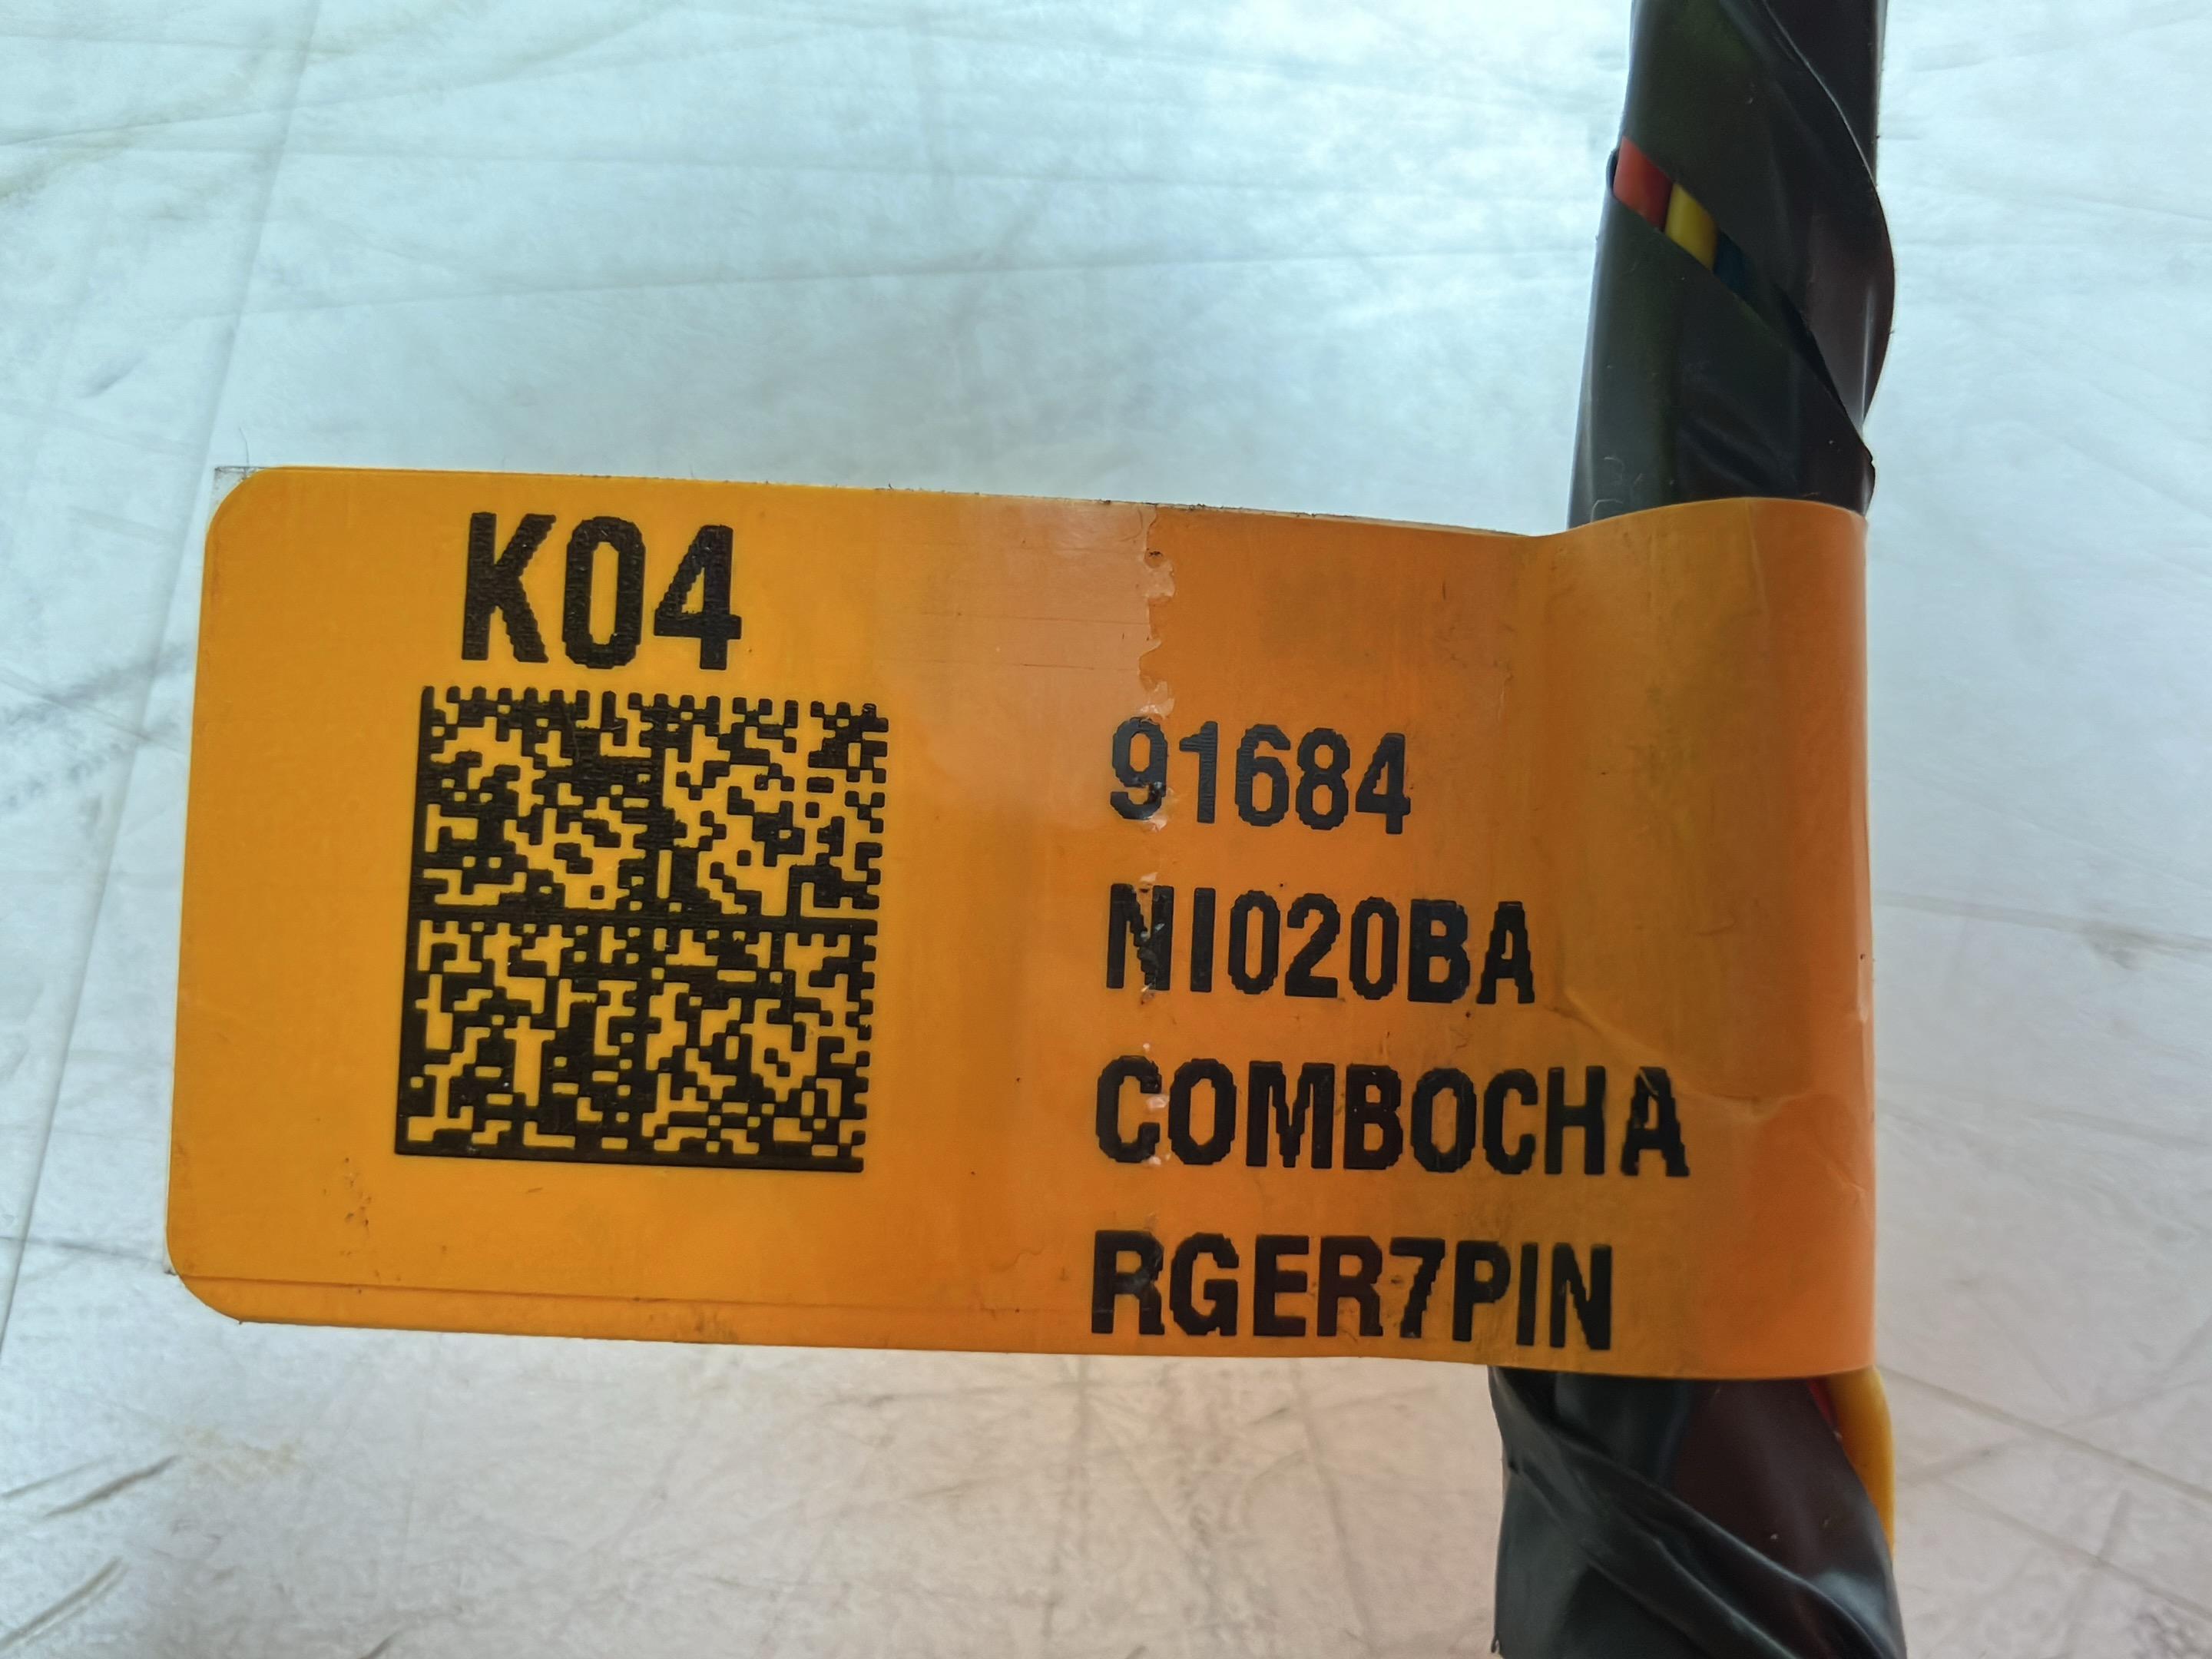 K04
91684
NI020BA
COMBOCHA
RGER7PIN